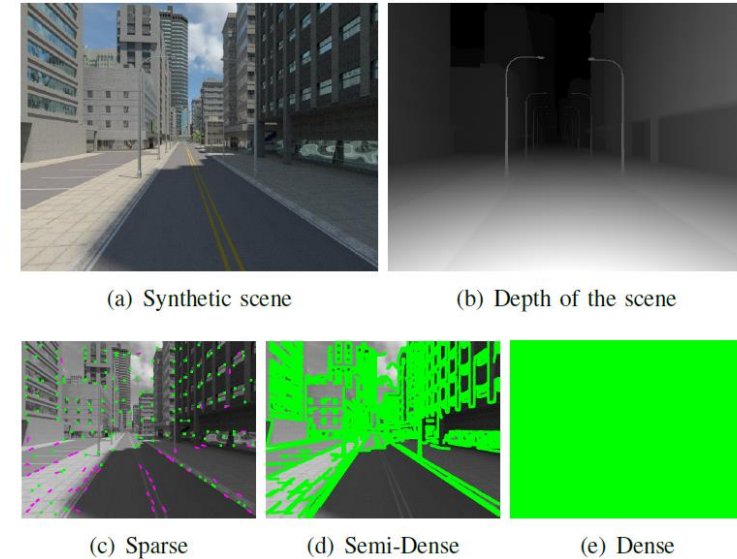 (a) Synthetic scene
(b) Depth of the scene
(c) Sparse
(d) Semi-Dense
(e) Dense